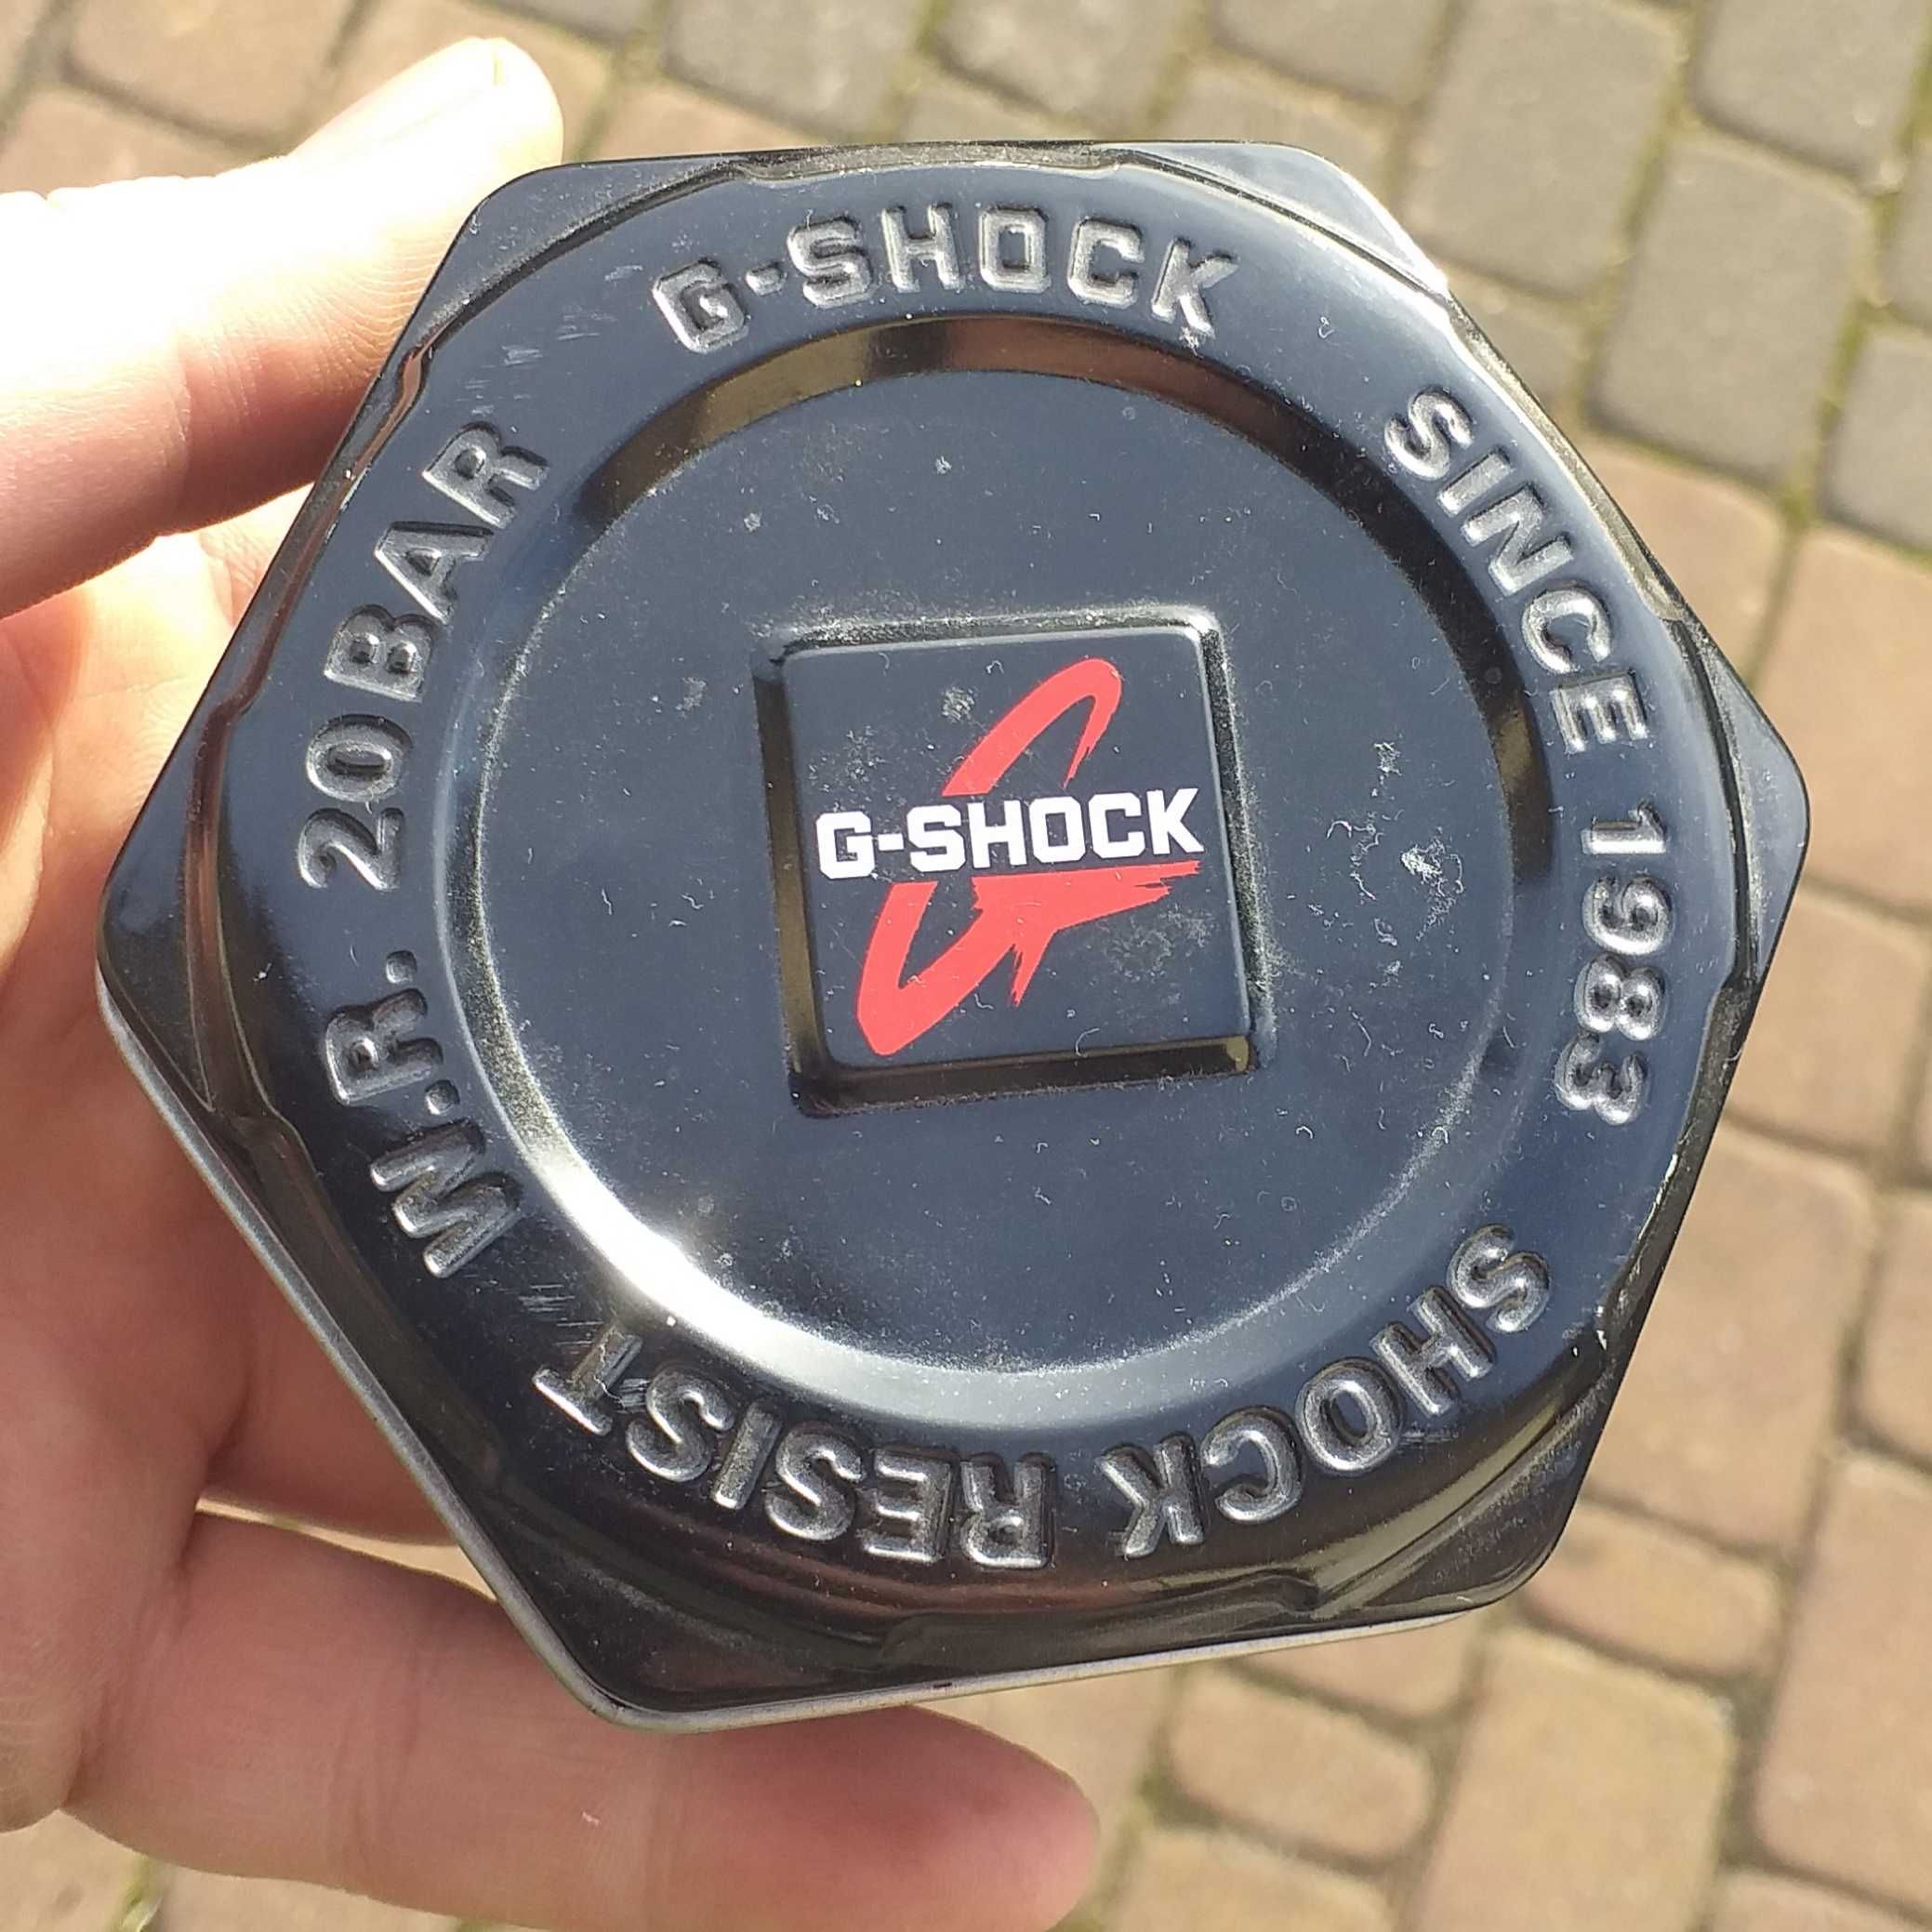 G-SHOCK
SINCE 1983
SHOCK RESIST
W.R. 20BAR
G-SHOCK